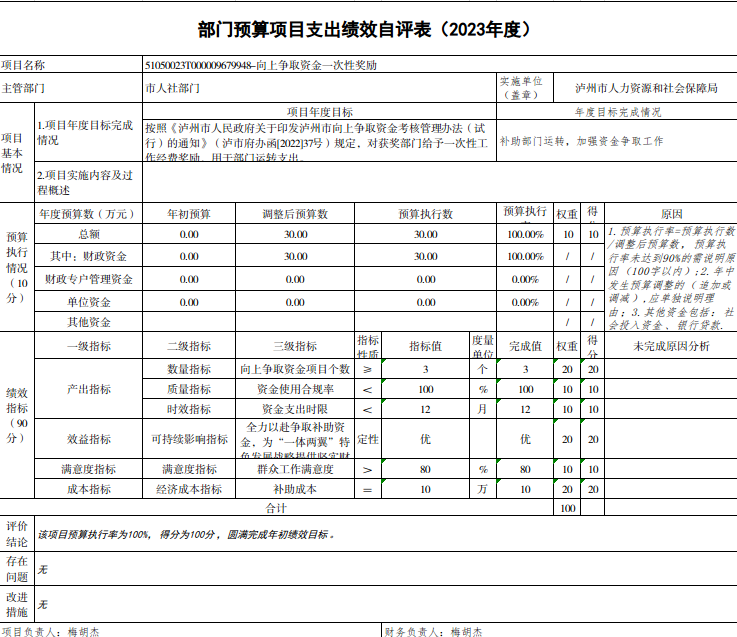 部门预算项目支出绩效自评表（2023年度）
项目名称 51050023T000009679948-向上争取资金一次性奖励
主管部门 市人社部门 实施单位（盖章） 泸州市人力资源和社会保障局
项目基本情况
1.项目年度目标完成情况
项目年度目标 年度目标完成情况
按照《泸州市人民政府关于印发泸州市向上争取资金考核管理办法（试
行）的通知》（泸市府办函[2022]37号）规定，对获奖部门给予一次性工
作经费奖励，用于部门运转支出。
补助部门运转，加强资金争取工作
2.项目实施内容及过程概述
预算执行情况（10分）
年度预算数（万元） 年初预算 调整后预算数 预算执行数 预算执行 权重 得 原因
总额 0.00 30.00 30.00 100.00% 10 10
其中：财政资金 0.00 30.00 30.00 100.00% / /
财政专户管理资金 0.00 0.00 0.00 0.00% / /
单位资金 0.00 0.00 0.00 0.00% / /
其他资金 / /
1.预算执行率=预算执行数
/调整后预算数，预算执
行率未达到90%的需说明原
因（100字以内）；2.年中
发生预算调整的（追加或
调减），应单独说明理
由；3.其他资金包括：社
会投入资金、银行贷款.
绩效指标（90分）
一级指标 二级指标 三级指标 指标性质 指标值 度量单位 完成值 权重 得分 未完成原因分析
产出指标
数量指标 向上争取资金项目个数 ≥ 3 个 3 20 20
质量指标 资金使用合规率 ＜ 100 % 100 10 10
时效指标 资金支出时限 ＜ 12 月 12 10 10
效益指标 可持续影响指标
全力以赴争取补助资
金，为“一体两翼”特
色发展战略提供坚实财
定性 优 优 20 20
满意度指标 满意度指标 群众工作满意度 ＞ 80 % 80 10 10
成本指标 经济成本指标 补助成本 ＝ 10 万 10 20 20
合计 100
评价结论 该项目预算执行率为100%，得分为100分，圆满完成年初绩效目标。
存在问题 无
改进措施 无
项目负责人：梅胡杰 财务负责人：梅胡杰